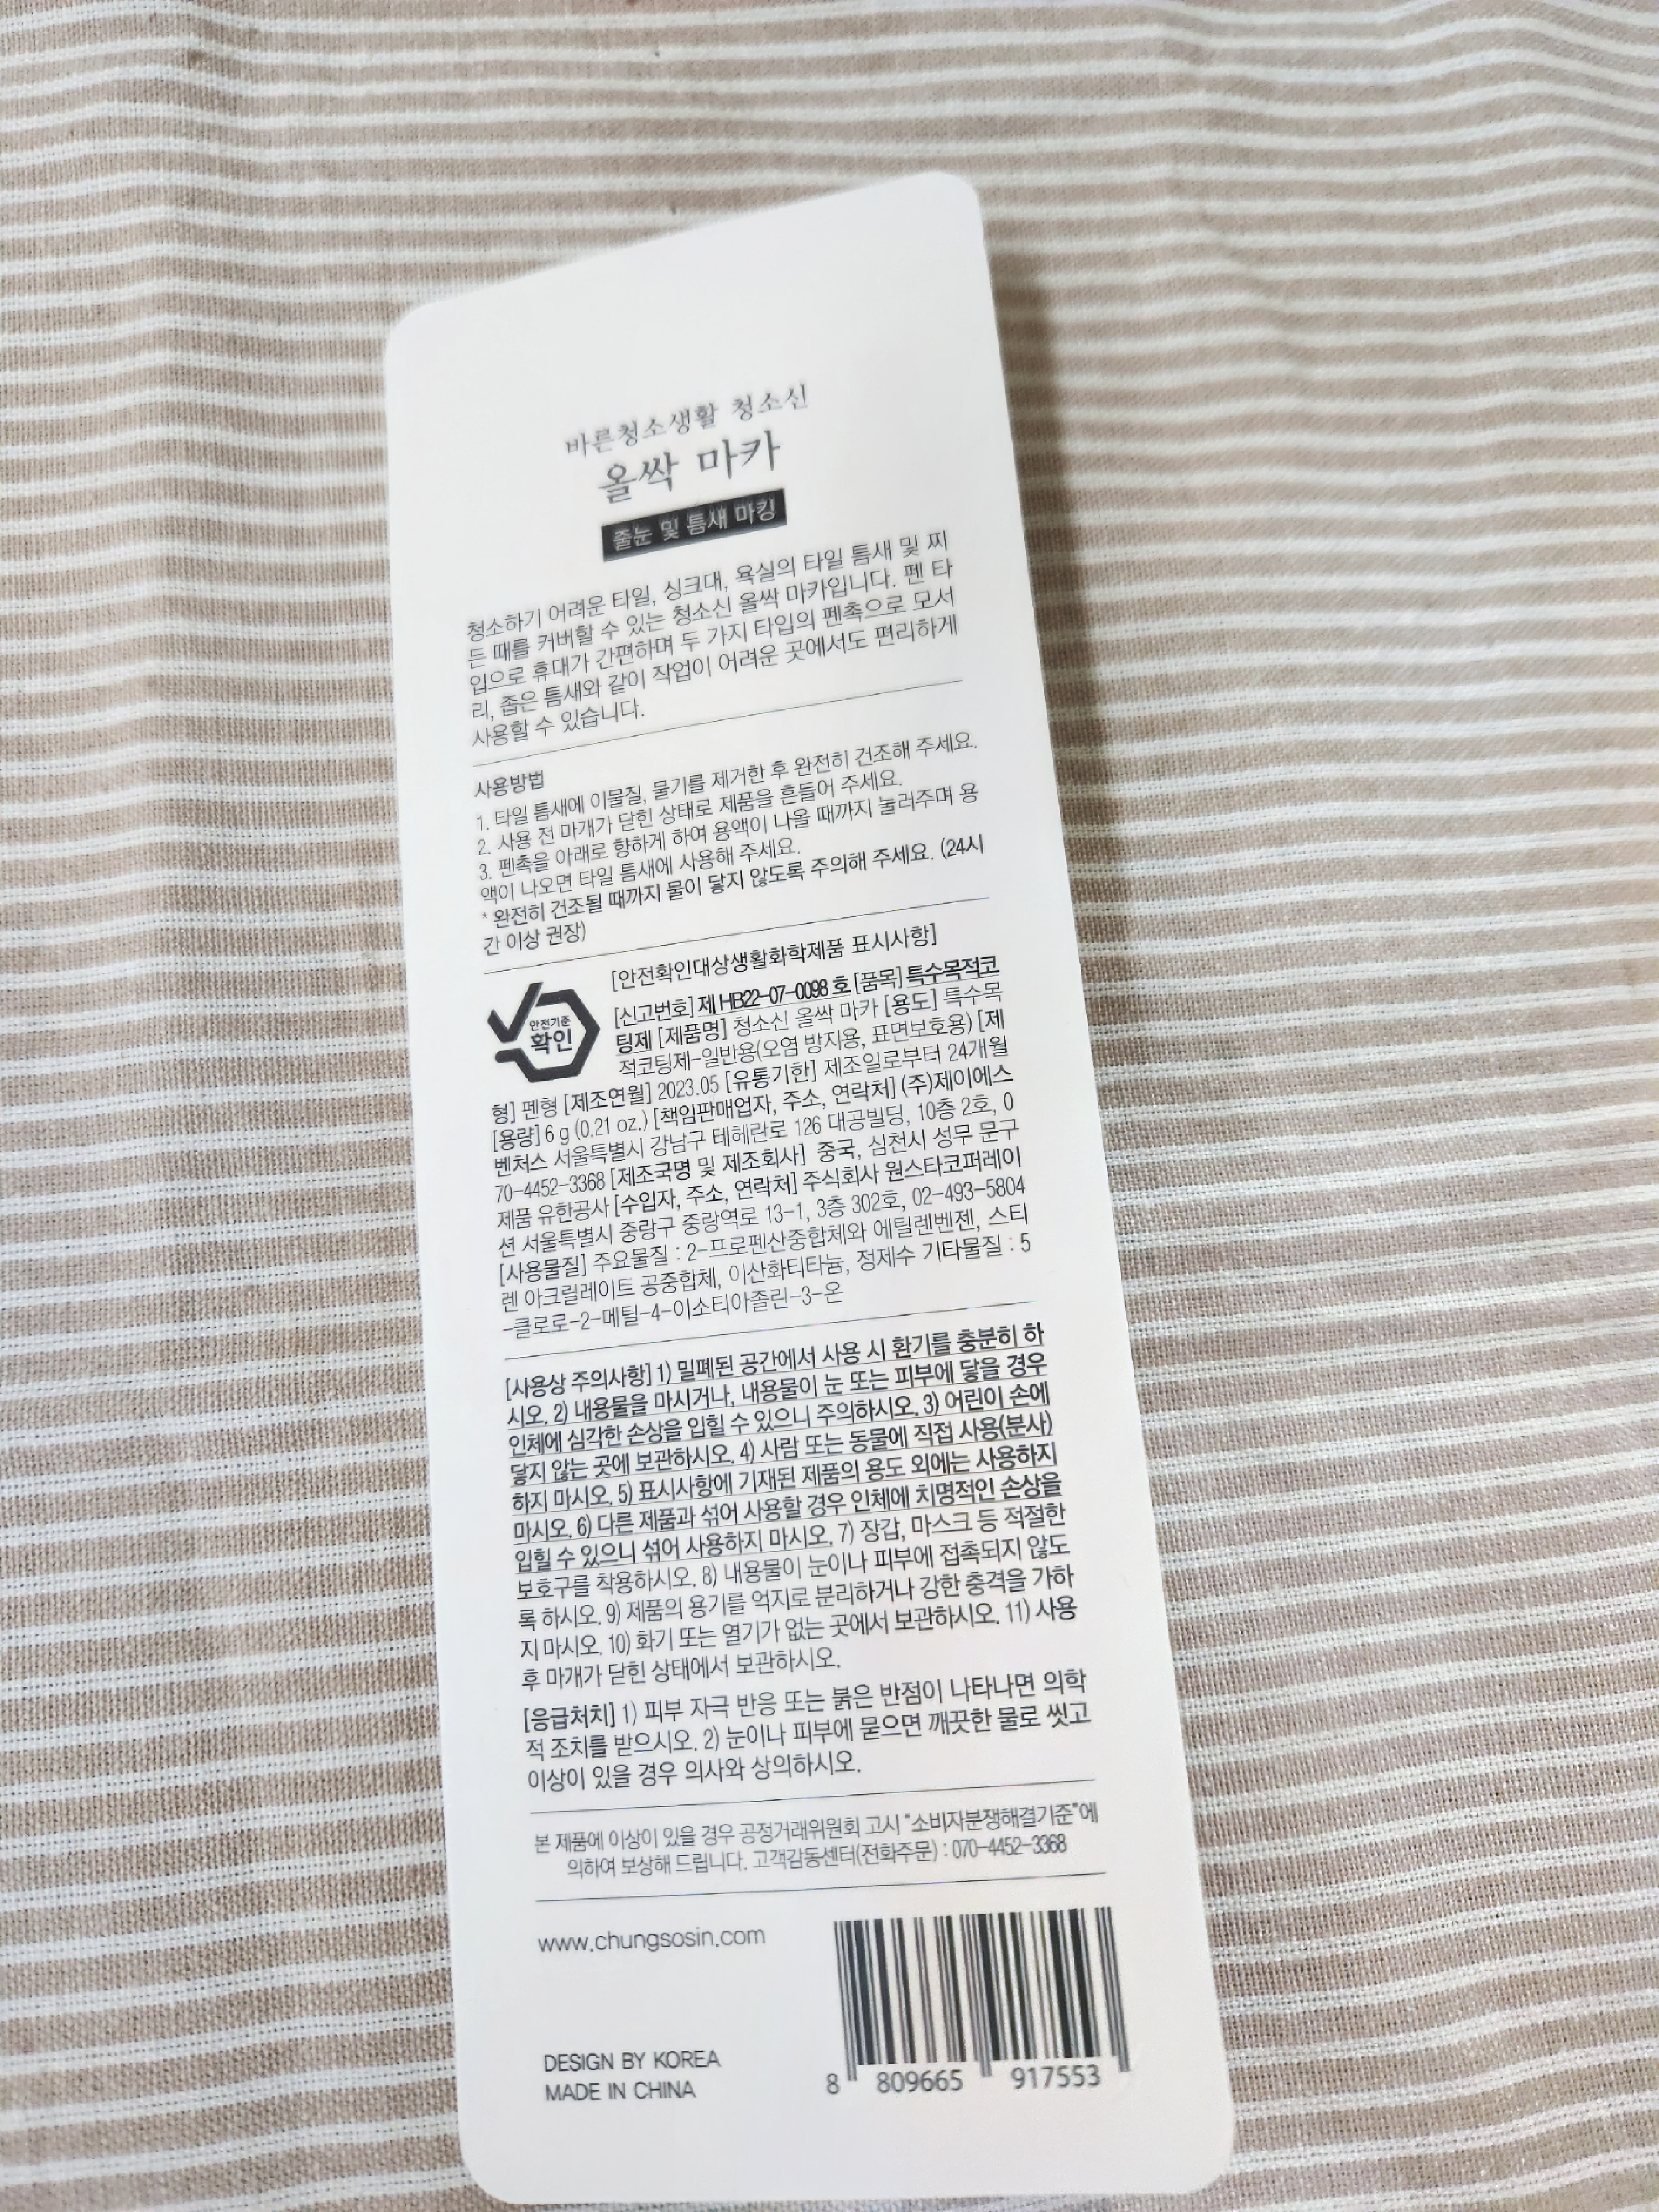 바른청소생활 청소신
올싹 마카
줄눈 및 틈새 마킹
청소하기 어려운 타일, 싱크대, 욕실의 타일 틈새 및 찌
든 때를 커버할 수 있는 청소신 올싹 마카입니다. 펜 타
입으로 휴대가 간편하며 두 가지 타입의 펜촉으로 모서
리, 좁은 틈새와 같이 작업이 어려운 곳에서도 편리하게
사용할 수 있습니다.
사용방법
1. 타일 틈새에 이물질, 물기를 제거한 후 완전히 건조해 주세요.
2. 사용 전 마개가 닫힌 상태로 제품을 흔들어 주세요.
3. 펜촉을 아래로 향하게 하여 용액이 나올 때까지 눌러주며 용
액이 나오면 타일 틈새에 사용해 주세요.
* 완전히 건조될 때까지 물이 닿지 않도록 주의해 주세요. (24시
간 이상 권장)
안전기준
확인
[안전확인대상생활화학제품 표시사항]
[신고번호] 제 HB22-07-0098 호 [품목] 특수목적코
팅제 [제품명] 청소신 올싹 마카 [용도] 특수목
적코팅제-일반용(오염 방지용, 표면보호용) [제
형] 펜형 [제조연월] 2023.05 [유통기한] 제조일로부터 24개월
[용량] 6 g (0.21 oz.) [책임판매업자, 주소, 연락처] (주)제이에스
벤처스 서울특별시 강남구 테헤란로 126 대공빌딩, 10층 2호, 0
70-4452-3368 [제조국명 및 제조회사] 중국, 심천시 성무 문구
제품 유한공사 [수입자, 주소, 연락처] 주식회사 원스타코퍼레이
션 서울특별시 중랑구 중랑역로 13-1, 3층 302호, 02-493-5804
[사용물질] 주요물질 : 2-프로펜산중합체와 에틸렌벤젠, 스티
렌 아크릴레이트 공중합체, 이산화티타늄, 정제수 기타물질 : 5
-클로로-2-메틸-4-이소티아졸린-3-온
[사용상 주의사항] 1) 밀폐된 공간에서 사용 시 환기를 충분히 하
시오. 2) 내용물을 마시거나, 내용물이 눈 또는 피부에 닿을 경우
인체에 심각한 손상을 입힐 수 있으니 주의하시오. 3) 어린이 손에
닿지 않는 곳에 보관하시오. 4) 사람 또는 동물에 직접 사용(분사)
하지 마시오. 5) 표시사항에 기재된 제품의 용도 외에는 사용하지
마시오. 6) 다른 제품과 섞어 사용할 경우 인체에 치명적인 손상을
입힐 수 있으니 섞어 사용하지 마시오. 7) 장갑, 마스크 등 적절한
보호구를 착용하시오. 8) 내용물이 눈이나 피부에 접촉되지 않도
록 하시오. 9) 제품의 용기를 억지로 분리하거나 강한 충격을 가하
지 마시오. 10) 화기 또는 열기가 없는 곳에서 보관하시오. 11) 사용
후 마개가 닫힌 상태에서 보관하시오.
[응급처치] 1) 피부 자극 반응 또는 붉은 반점이 나타나면 의학
적 조치를 받으시오. 2) 눈이나 피부에 묻으면 깨끗한 물로 씻고
이상이 있을 경우 의사와 상의하시오.
본 제품에 이상이 있을 경우 공정거래위원회 고시 "소비자분쟁해결기준"에
의하여 보상해 드립니다. 고객감동센터(전화주문) : 070-4452-3368
www.chungsosin.com
DESIGN BY KOREA
MADE IN CHINA
8 809665 917553